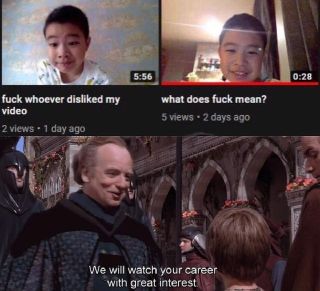 5:56
0:28
fuck whoever disliked my
video
2 views • 1 day ago
what does fuck mean?
5 views • 2 days ago
We will watch your career
with great interest